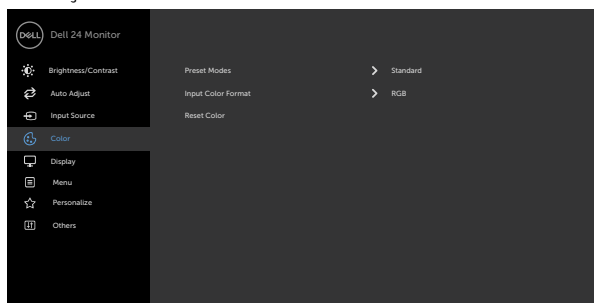 DELL Dell 24 Monitor
Brightness/Contrast Preset Modes Standard
Auto Adjust Input Color Format RGB
Input Source Reset Color
Color
Display
Menu
Personalize
Others